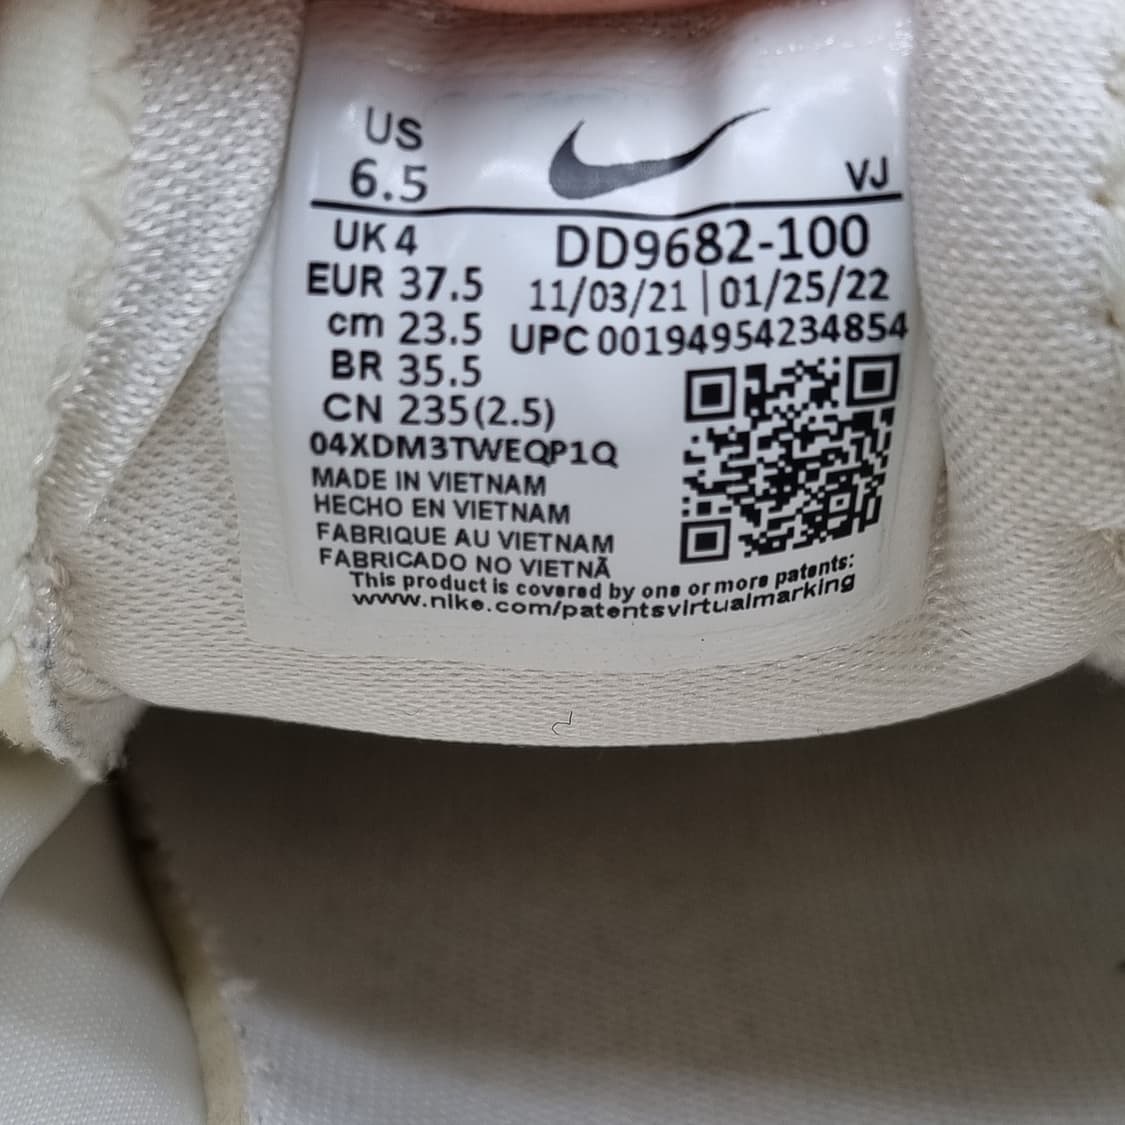 US
6.5
VJ
UK 4
DD9682-100
EUR 37.5
11/03/21 | 01/25/22
cm 23.5
UPC 00194954234854
BR 35.5
CN 235(2.5)
04XDM3TWEQP1Q
MADE IN VIETNAM
HECHO EN VIETNAM
FABRIQUE AU VIETNAM
FABRICADO NO VIETNÃ
This product is covered by one or more patents:
www.nike.com/patentsvirtualmarking